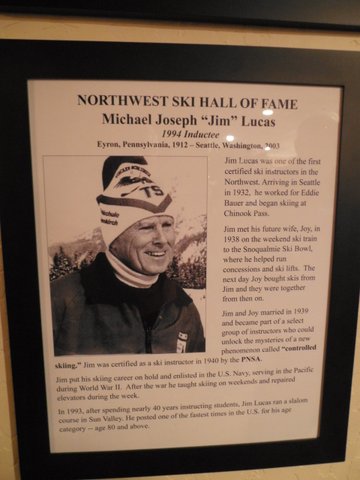 NORTHWEST SKI HALL OF FAME
Michael Joseph “Jim” Lucas
1994 Inductee
Eyron, Pennsylvania, 1912 – Seattle, Washington, 2003
Jim Lucas was one of the first
certified ski instructors in the
Northwest. Arriving in Seattle
in 1932, he worked for Eddie
Bauer and began skiing at
Chinook Pass.
Jim met his future wife, Joy, in
1938 on the weekend ski train
to the Snoqualmie Ski Bowl,
where he helped run
concessions and ski lifts. The
next day Joy bought skis from
Jim and they were together
from then on.
Jim and Joy married in 1939
and became part of a select
group of instructors who could
unlock the mysteries of a new
phenomenon called “controlled
skiing.” Jim was certified as a ski instructor in 1940 by the PNSA.
Jim put his skiing career on hold and enlisted in the U.S. Navy, serving in the Pacific
during World War II. After the war he taught skiing on weekends and repaired
elevators during the week.
In 1993, after spending nearly 40 years instructing students, Jim Lucas ran a slalom
course in Sun Valley. He posted one of the fastest times in the U.S. for his age
category -- age 80 and above.